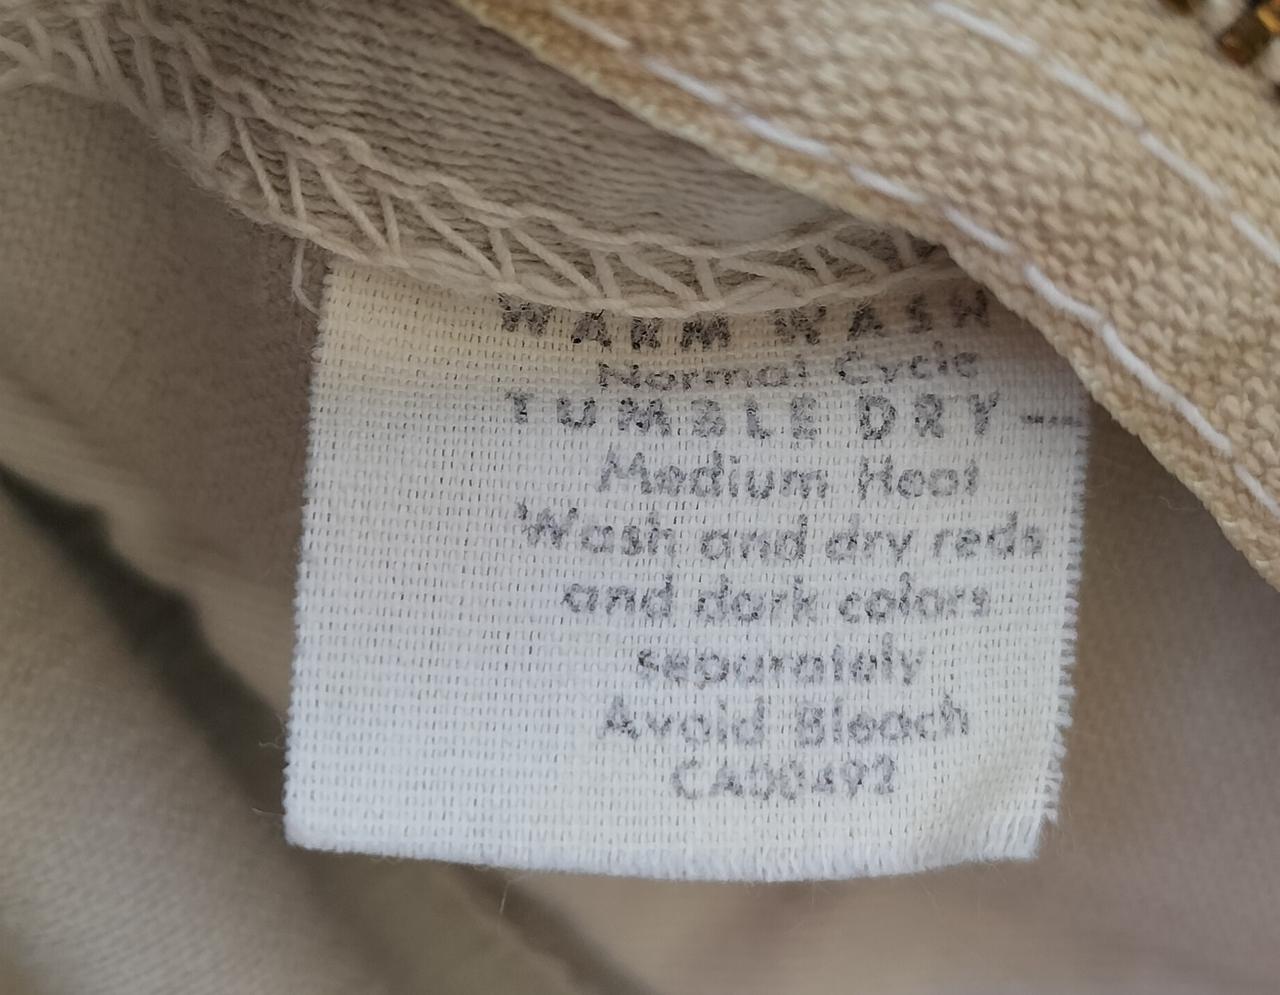 WARM WASH
Normal Cycle
TUMBLE DRY—
Medium Heat
Wash and dry reds
and dark colors
separately
Avoid Bleach
CA00492